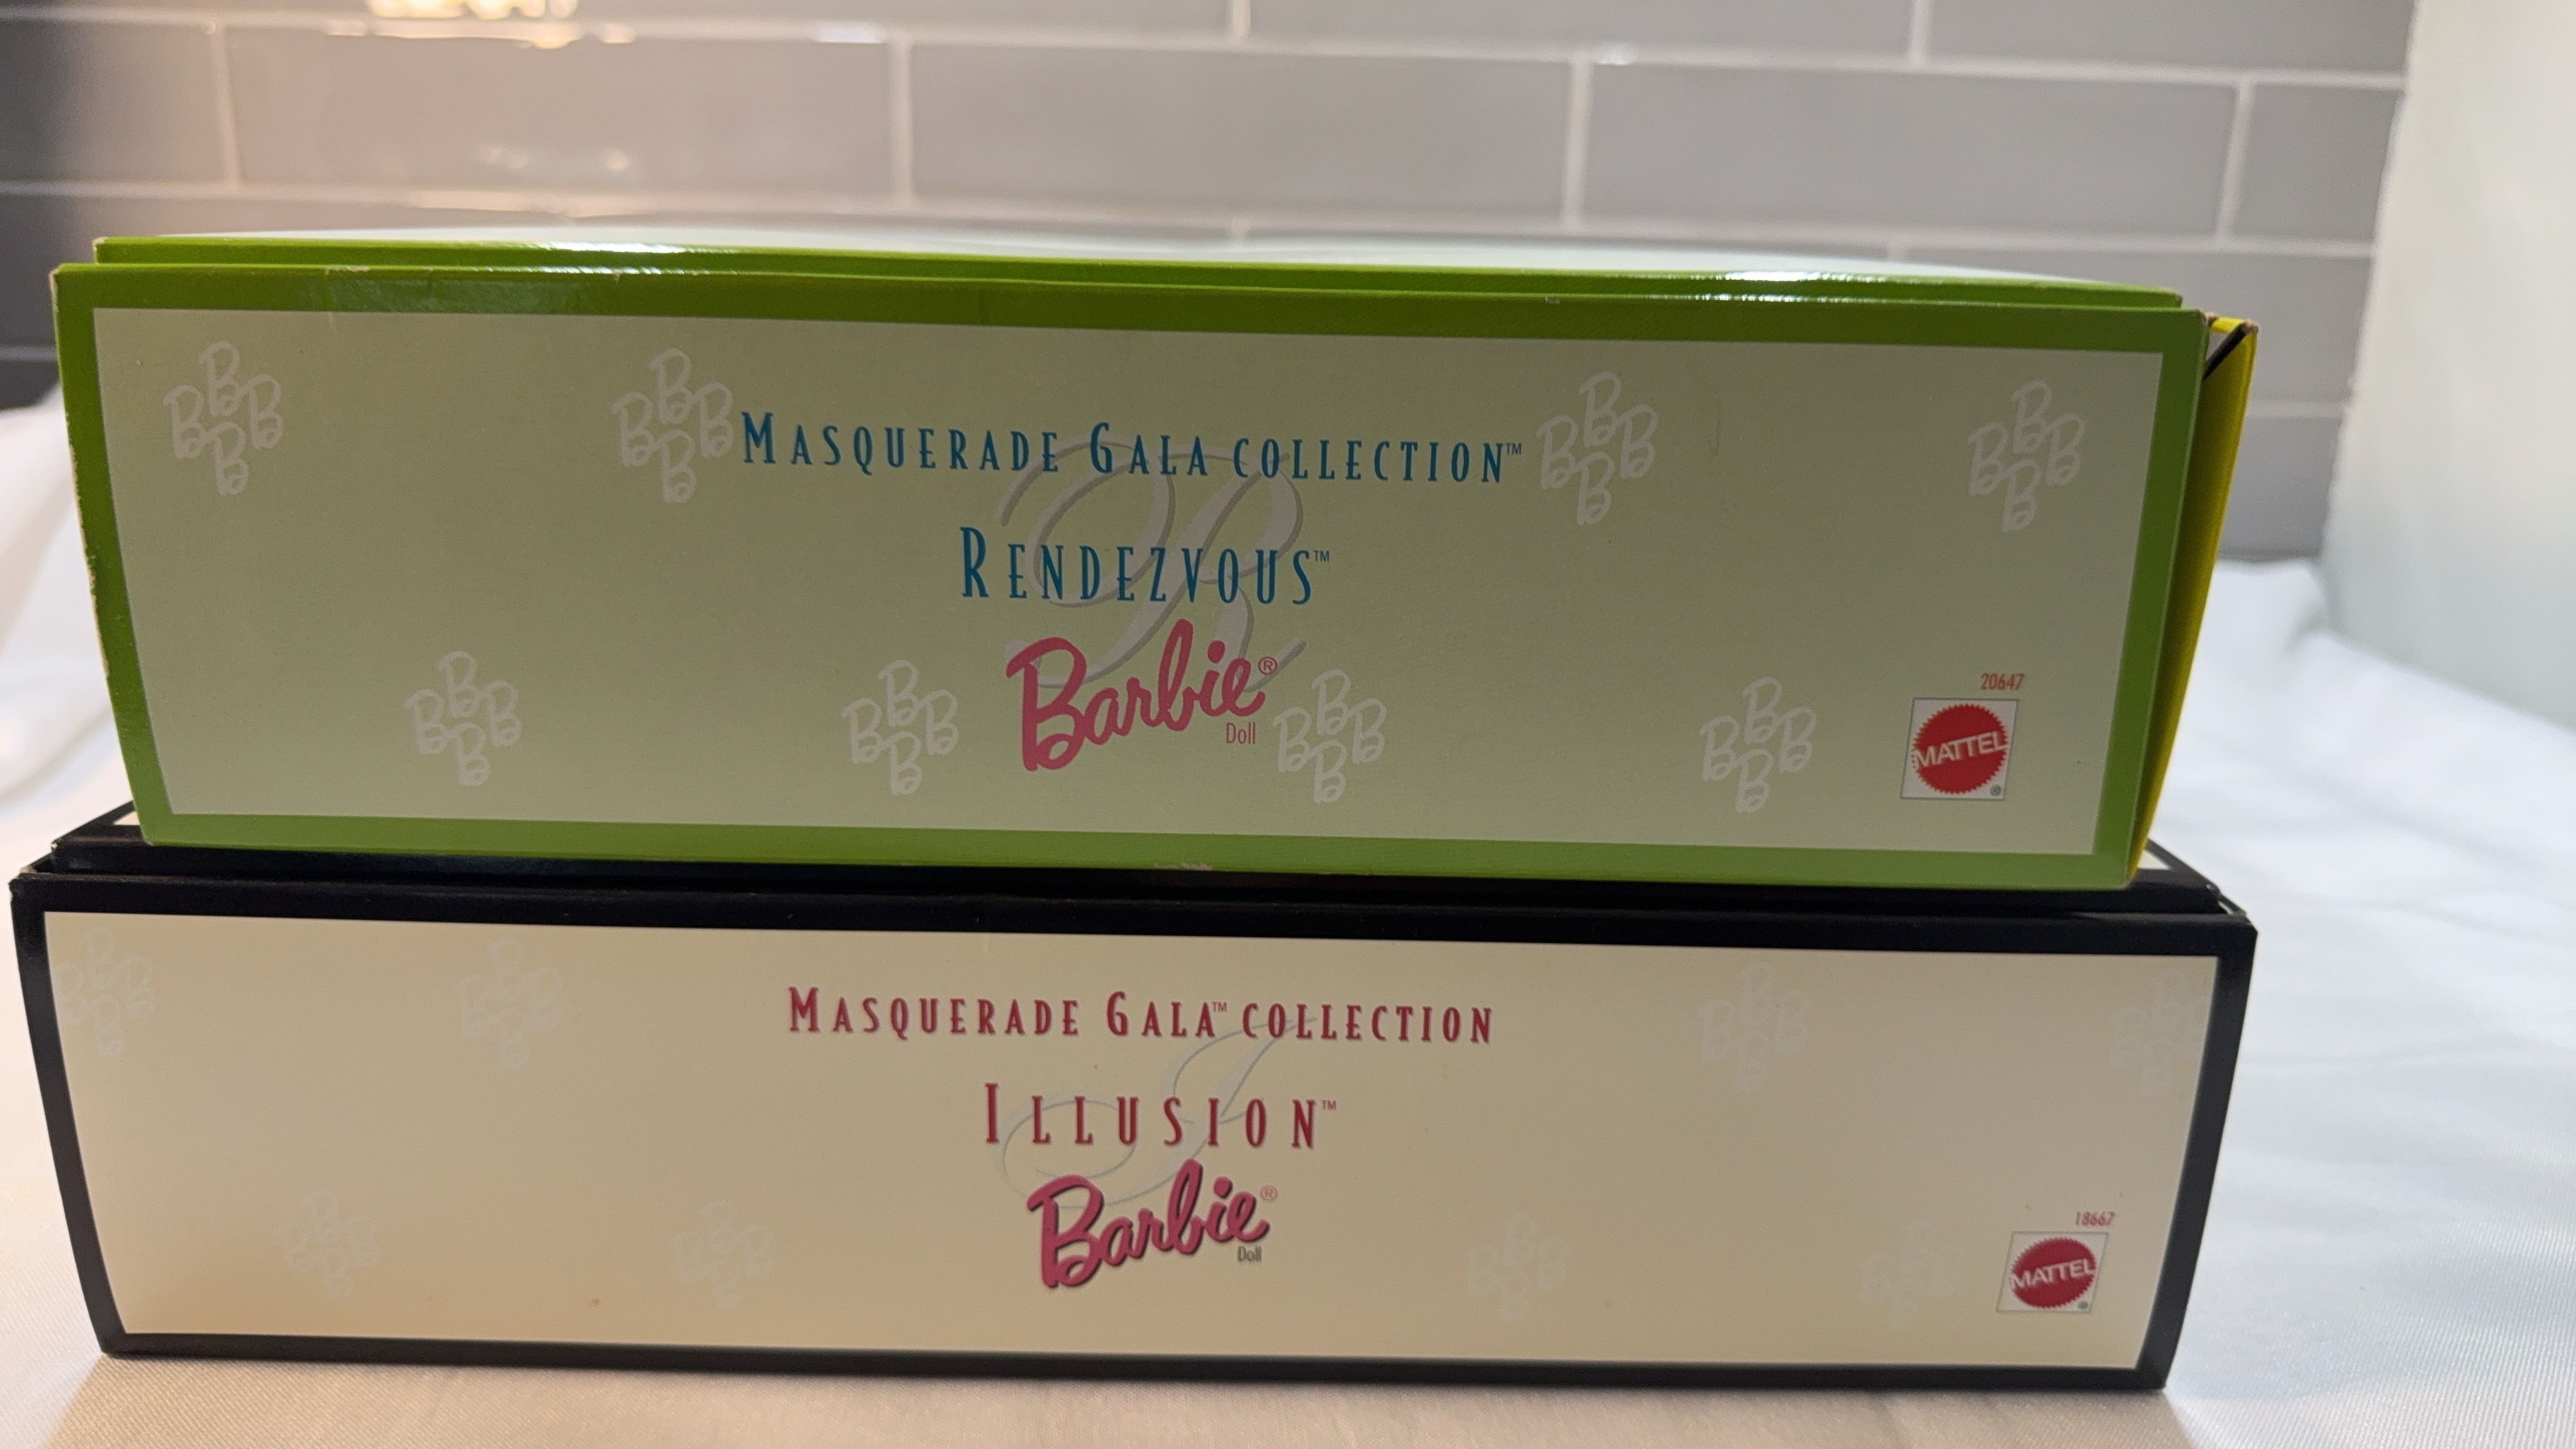 MASQUERADE GALA COLLECTION™
RENDEZVOUS™
Barbie®
Doll
20647
MATTEL®
MASQUERADE GALA™ COLLECTION
ILLUSION™
Barbie®
Doll
18667
MATTEL®